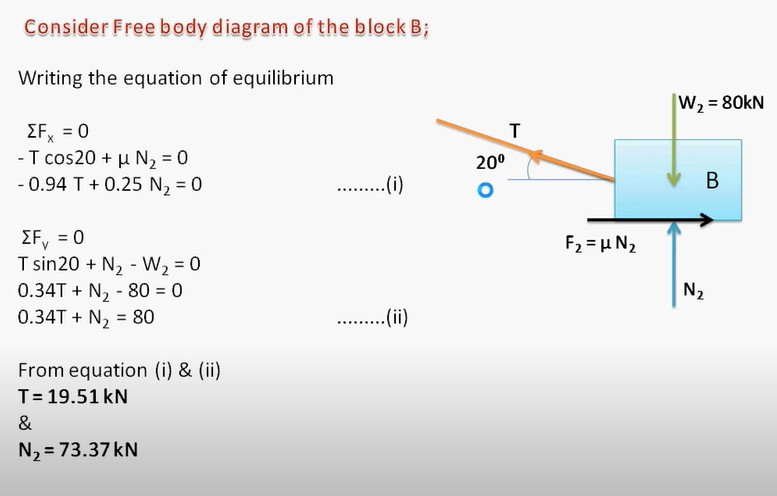 Consider Free body diagram of the block B;
Writing the equation of equilibrium
ΣFₓ = 0
- T cos20 + μ N₂ = 0
- 0.94 T + 0.25 N₂ = 0 .........(i)
ΣFᵧ = 0
T sin20 + N₂ - W₂ = 0
0.34T + N₂ - 80 = 0
0.34T + N₂ = 80 .........(ii)
From equation (i) & (ii)
T = 19.51 kN
&
N₂ = 73.37 kN
W₂ = 80kN
T
20⁰
B
F₂ = μ N₂
N₂